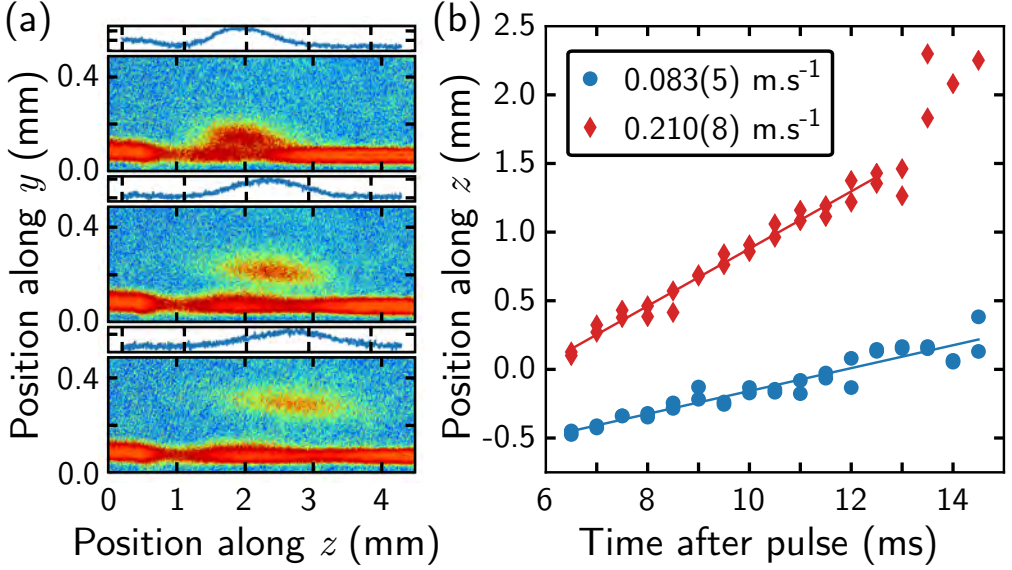 (a)
0.4
0.0
0.4
0.0
0.4
0.0
Position along y (mm)
0 1 2 3 4
Position along z (mm)
(b)
2.5
2.0
1.5
1.0
0.5
0.0
-0.5
Position along z (mm)
0.083(5) m.s⁻¹
0.210(8) m.s⁻¹
6 8 10 12 14
Time after pulse (ms)